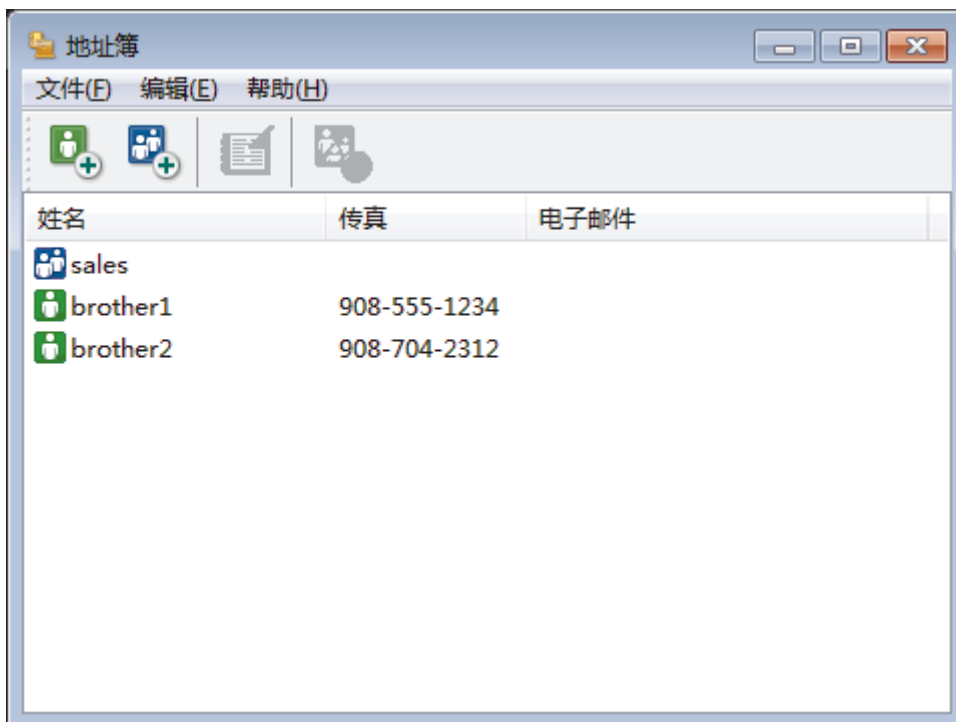 地址簿
文件(F) 编辑(E) 帮助(H)
姓名 传真 电子邮件
sales
brother1 908-555-1234
brother2 908-704-2312